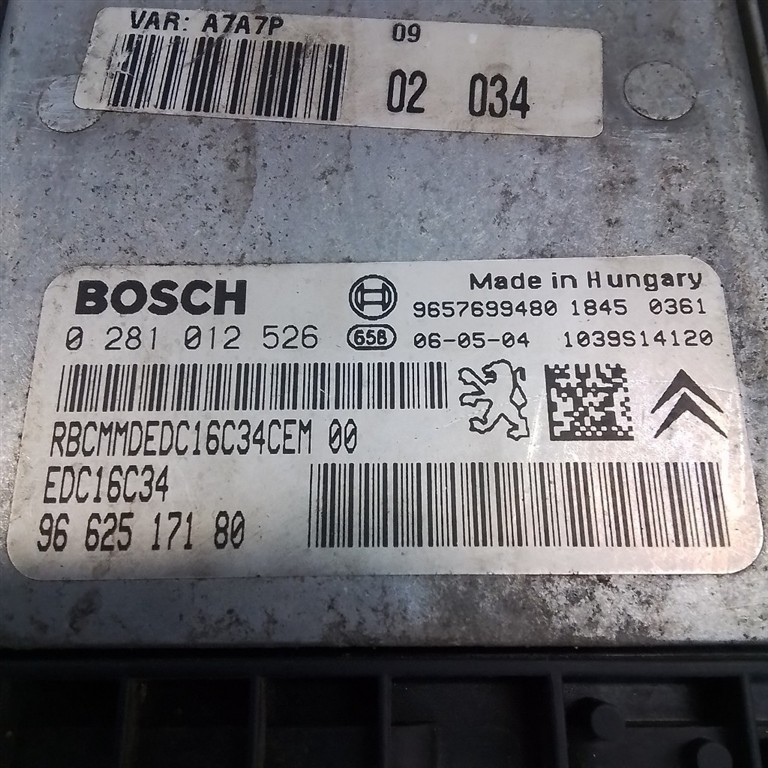 VAR: A7A7P 09
02 034
BOSCH Made in Hungary
9657699480 1845 0361
0 281 012 526 65B 06-05-04 1039S14120
RBCMMDEDC16C34CEM 00
EDC16C34
96 625 171 80